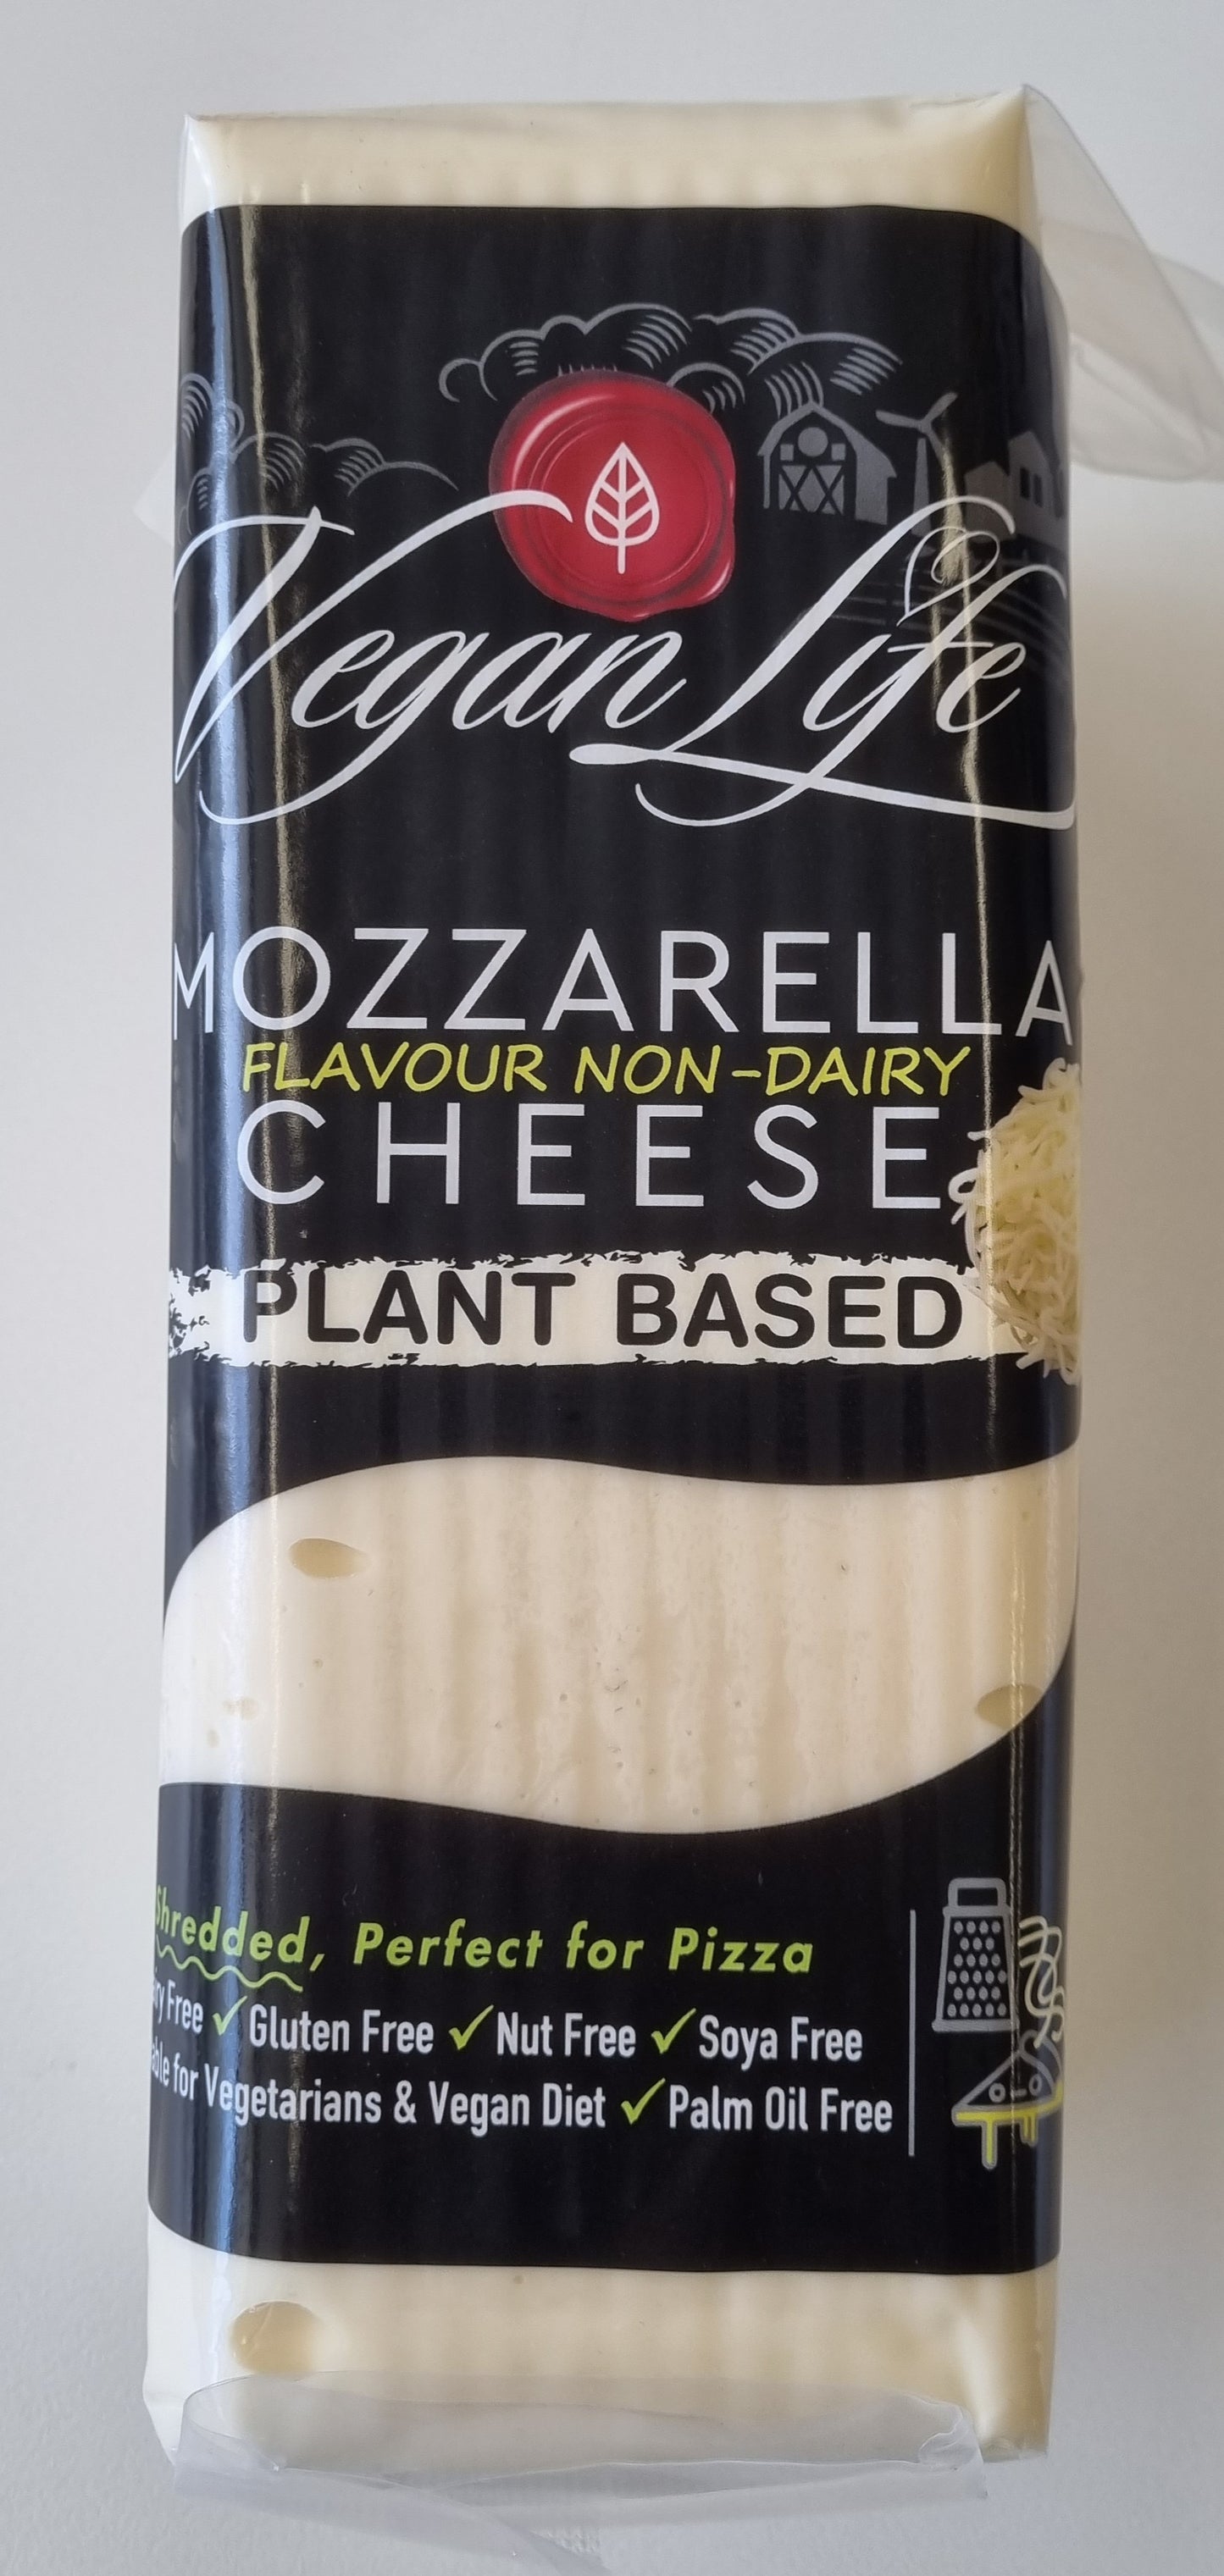 Vegan Life
MOZZARELLA
FLAVOUR NON-DAIRY
CHEESE
PLANT BASED
Shredded, Perfect for Pizza
Free ✓ Gluten Free ✓ Nut Free ✓ Soya Free
for Vegetarians & Vegan Diet ✓ Palm Oil Free